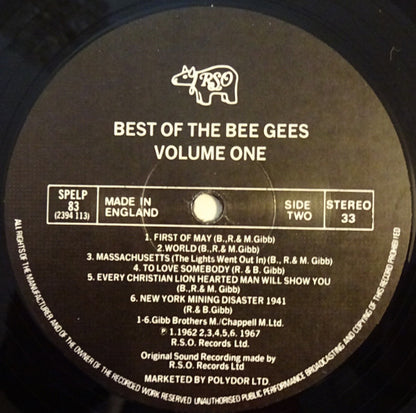 RSO
BEST OF THE BEE GEES
VOLUME ONE
SPELP
83
(2394 113)
MADE IN
ENGLAND
SIDE
TWO
STEREO
33
1. FIRST OF MAY (B.,R.& M.Gibb)
2.WORLD (B.,R.& M.Gibb)
3. MASSACHUSETTS (The Lights Went Out In) (B., R.& M. Gibb)
4. TO LOVE SOMEBODY (R. & B. Gibb)
5. EVERY CHRISTIAN LION HEARTED MAN WILL SHOW YOU
(B.,R.& M. Gibb)
6. NEW YORK MINING DISASTER 1941
(R.& B.Gibb)
1-6.Gibb Brothers M./Chappell M.Ltd.
℗1.1962 2,3,4,5,6. 1967
R.S.O. Records Ltd.
Original Sound Recording made by
R.S.O. Records Ltd.
MARKETED BY POLYDOR LTD.
ALL RIGHTS OF THE MANUFACTURER AND OF THE OWNER OF THE RECORDED WORK RESERVED UNAUTHORISED PUBLIC PERFORMANCE BROADCASTING AND COPYING OF THIS RECORD PROHIBITED